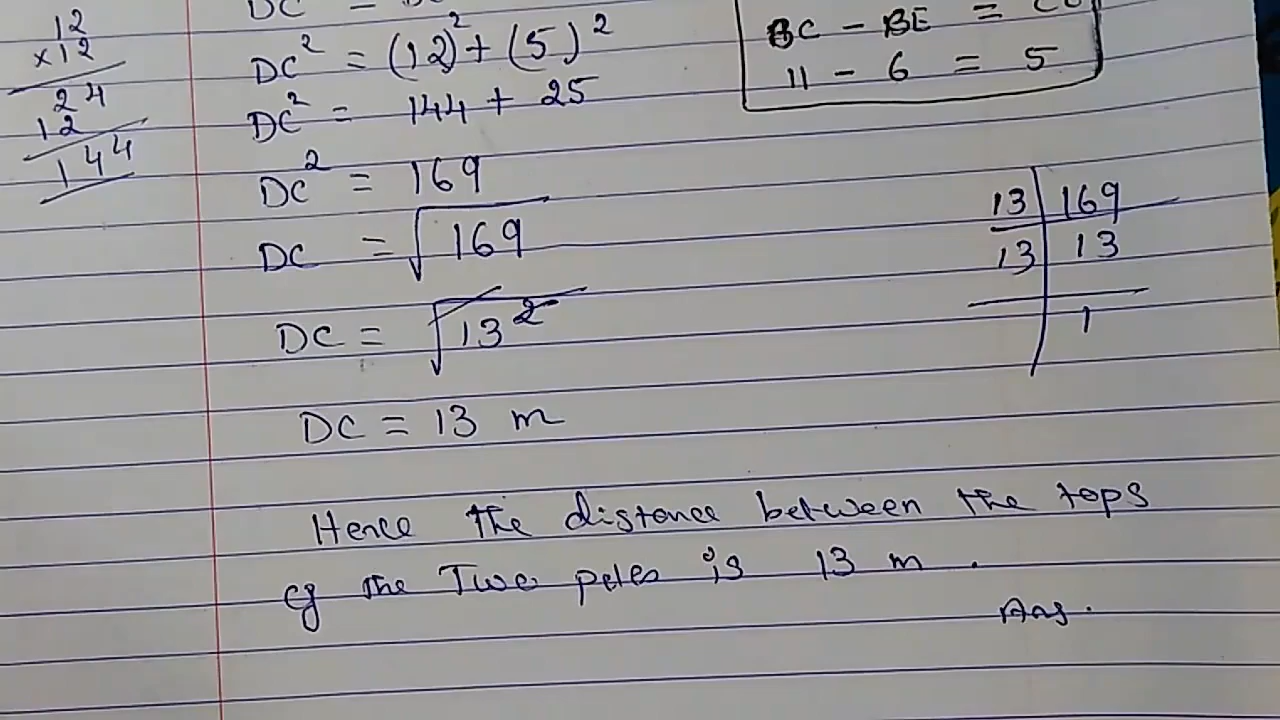 12
×12
24
12
144
DC² = (12)² + (5)²
DC² = 144 + 25
DC² = 169
DC = √169
DC = √13²
DC = 13 m
BC - BE =
11 - 6 = 5
13 | 169
13 | 13
1
Hence the distance between the tops
of the Two poles is 13 m.
Ans.